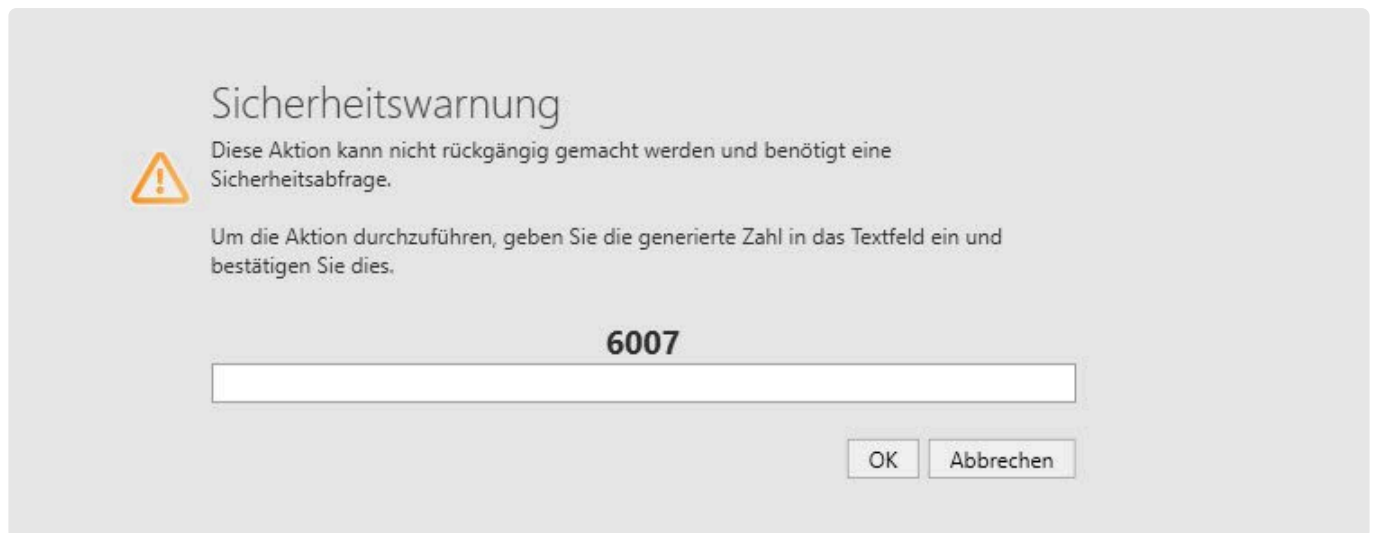 Sicherheitswarnung
Diese Aktion kann nicht rückgängig gemacht werden und benötigt eine
Sicherheitsabfrage.
Um die Aktion durchzuführen, geben Sie die generierte Zahl in das Textfeld ein und
bestätigen Sie dies.
6007
OK Abbrechen